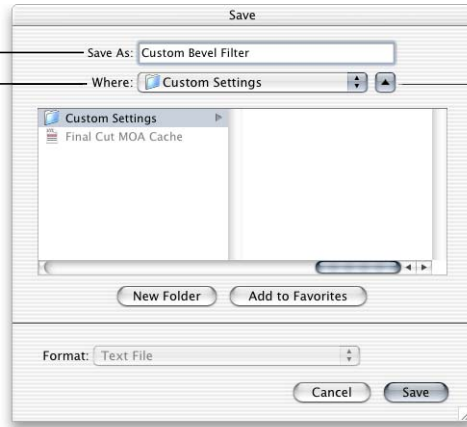 Save
Save As: Custom Bevel Filter
Where: Custom Settings
Custom Settings
Final Cut MOA Cache
New Folder Add to Favorites
Format: Text File
Cancel Save